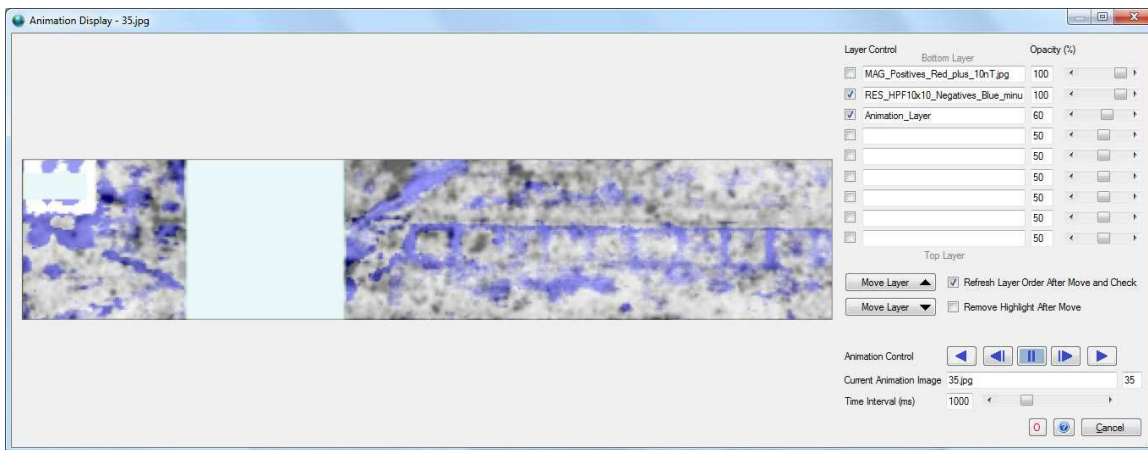 Animation Display - 35.jpg
Layer Control Opacity (%)
Bottom Layer
MAG_Positives_Red_plus_10nT.jpg 100
RES_HPF10x10_Negatives_Blue_minu 100
Animation_Layer 60
50
50
50
50
50
50
Top Layer
Move Layer Refresh Layer Order After Move and Check
Move Layer Remove Highlight After Move
Animation Control
Current Animation Image 35.jpg 35
Time Interval (ms) 1000
O Cancel